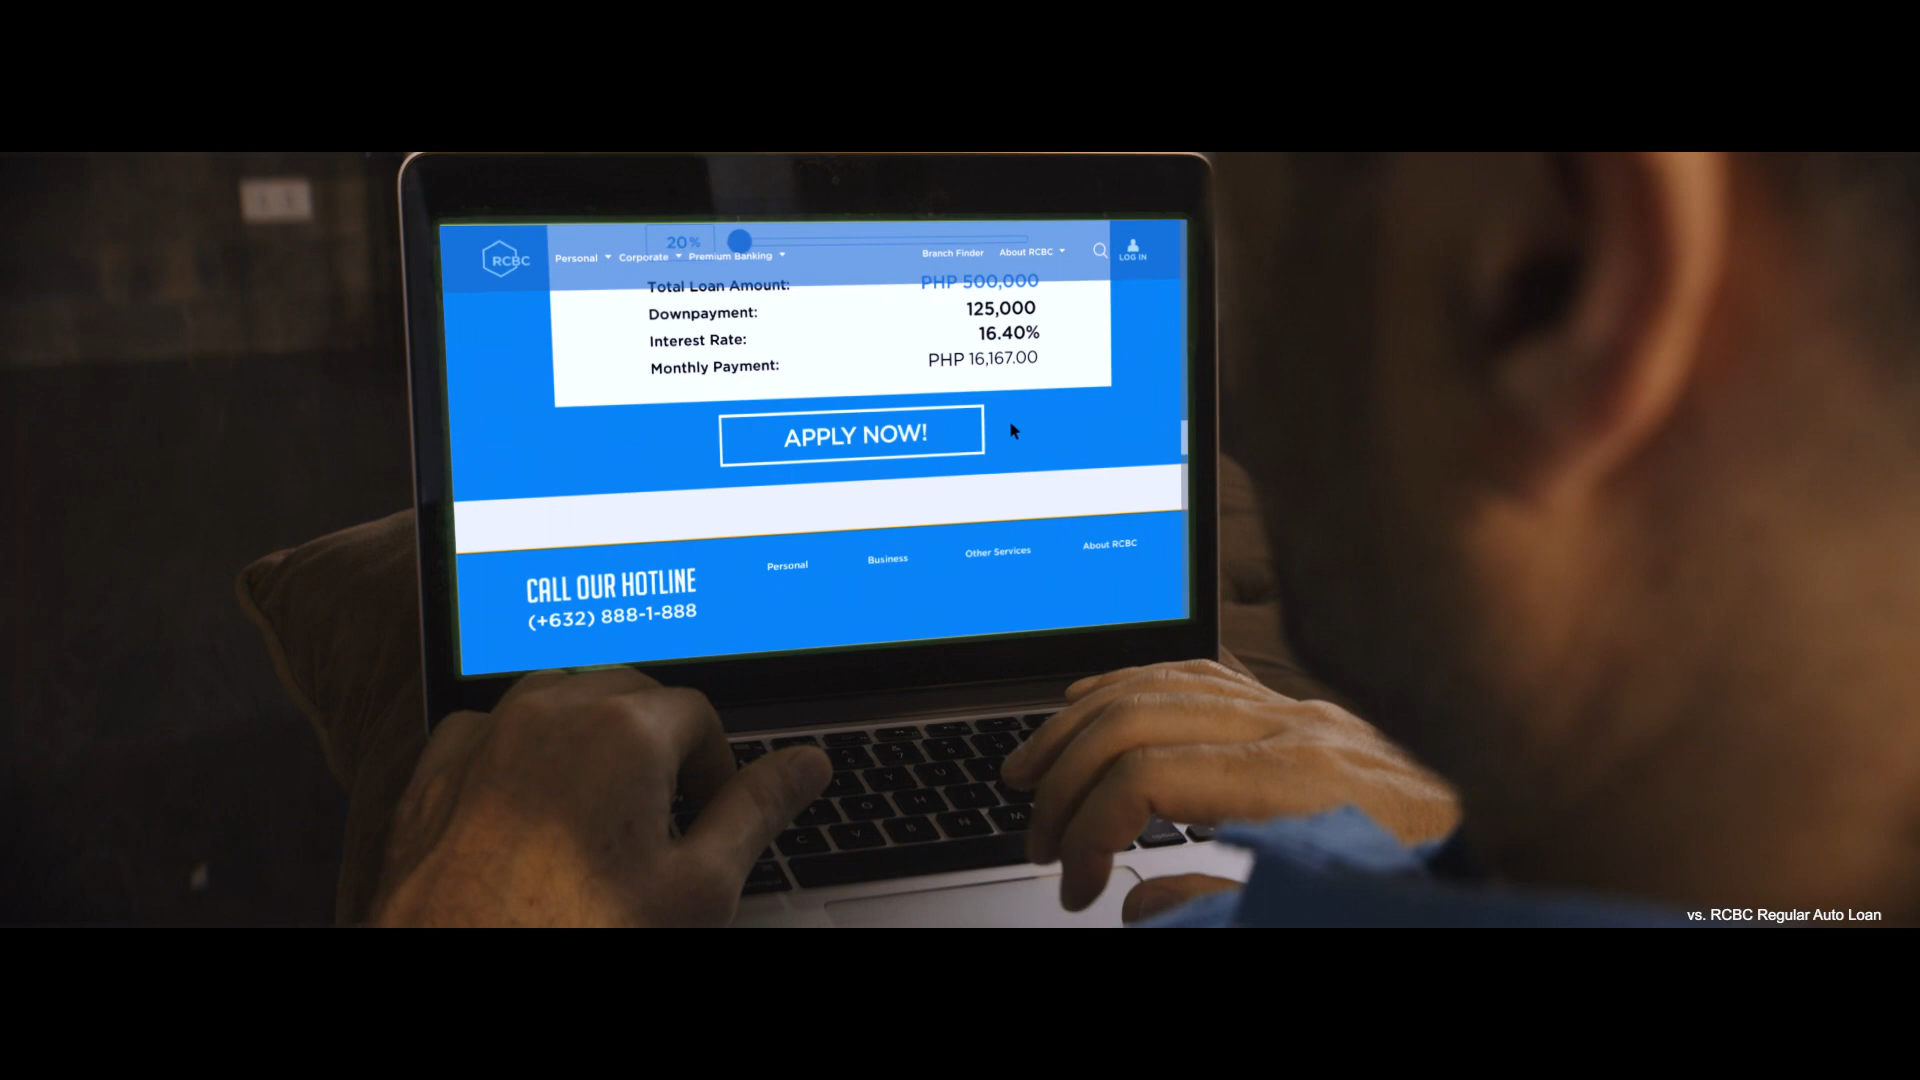 20%
RCBC
Personal Corporate Premium Banking Branch Finder About RCBC LOG IN
Total Loan Amount: PHP 500,000
Downpayment: 125,000
Interest Rate: 16.40%
Monthly Payment: PHP 16,167.00
APPLY NOW!
Personal Business Other Services About RCBC
CALL OUR HOTLINE
(+632) 888-1-888
vs. RCBC Regular Auto Loan